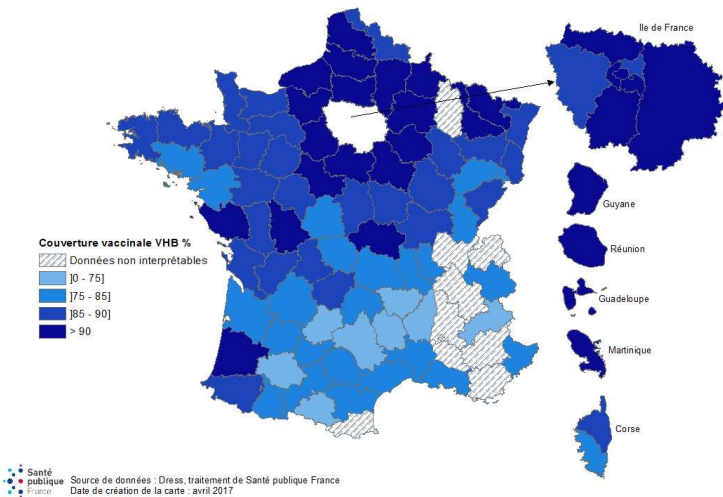 Ile de France
Guyane
Réunion
Guadeloupe
Martinique
Corse
Couverture vaccinale VHB %
Données non interprétables
]0 - 75]
]75 - 85]
]85 - 90]
> 90
Santé
publique
France
Source de données : Dress, traitement de Santé publique France
Date de création de la carte : avril 2017